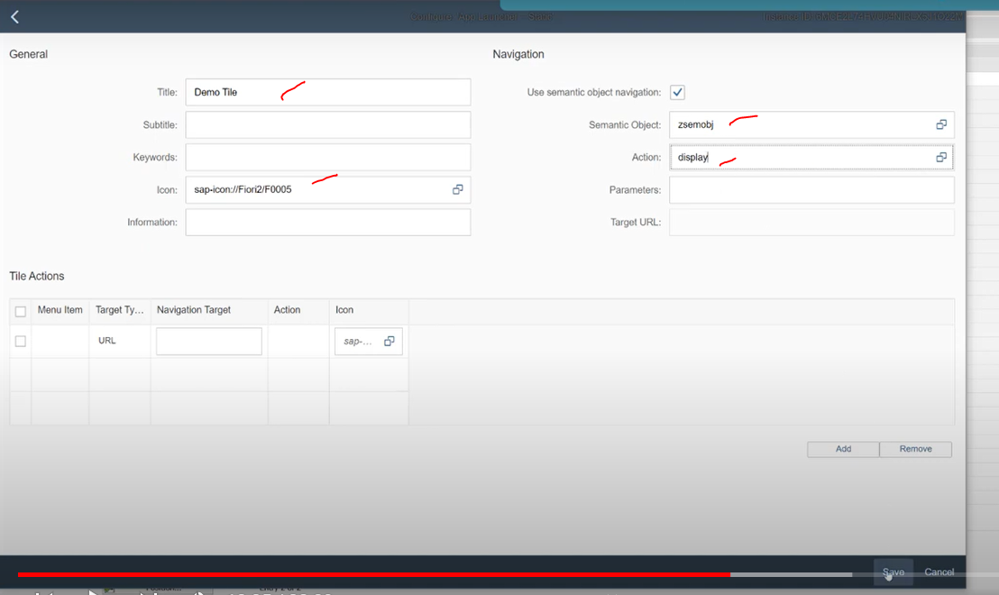 General
Navigation
Title: Demo Tile
Use semantic object navigation:
Subtitle:
Semantic Object: zsemobj
Keywords:
Action: display
Icon: sap-icon://Fiori2/F0005
Parameters:
Information:
Target URL:
Tile Actions
Menu Item Target Ty... Navigation Target Action Icon
URL sap-...
Add Remove
Save Cancel